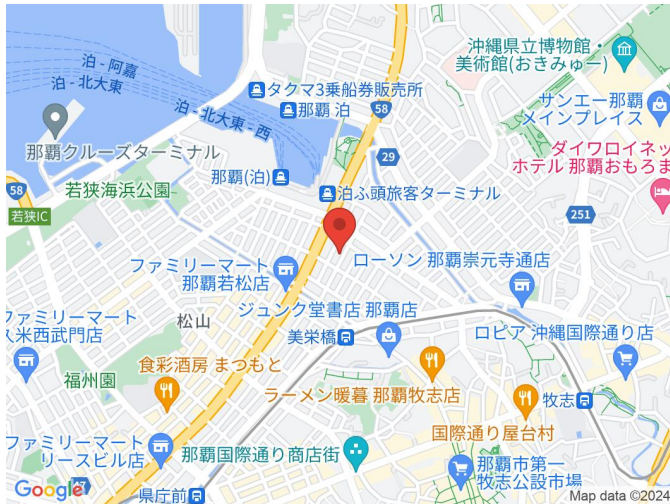 沖縄県立博物館・
美術館(おきみゅー)
泊 - 阿嘉
泊 - 北大東
タクマ3乗船券販売所
泊 - 北大東 - 西
那覇 泊
58
サンエー那覇
メインプレイス
那覇クルーズターミナル
29
ダイワロイネッ
ホテル 那覇おもろま
那覇(泊)
58
若狭海浜公園
泊ふ頭旅客ターミナル
若狭IC
251
ファミリーマート
那覇若松店
ローソン 那覇崇元寺通店
ジュンク堂書店 那覇店
ファミリーマート
久米西武門店
松山
美栄橋
ロピア 沖縄国際通り店
食彩酒房 まつもと
福州園
ラーメン暖暮 那覇牧志店
牧志
国際通り屋台村
ファミリーマート
リースビル店
那覇国際通り商店街
那覇市第一
牧志公設市場
Google
県庁前
Map data ©2024